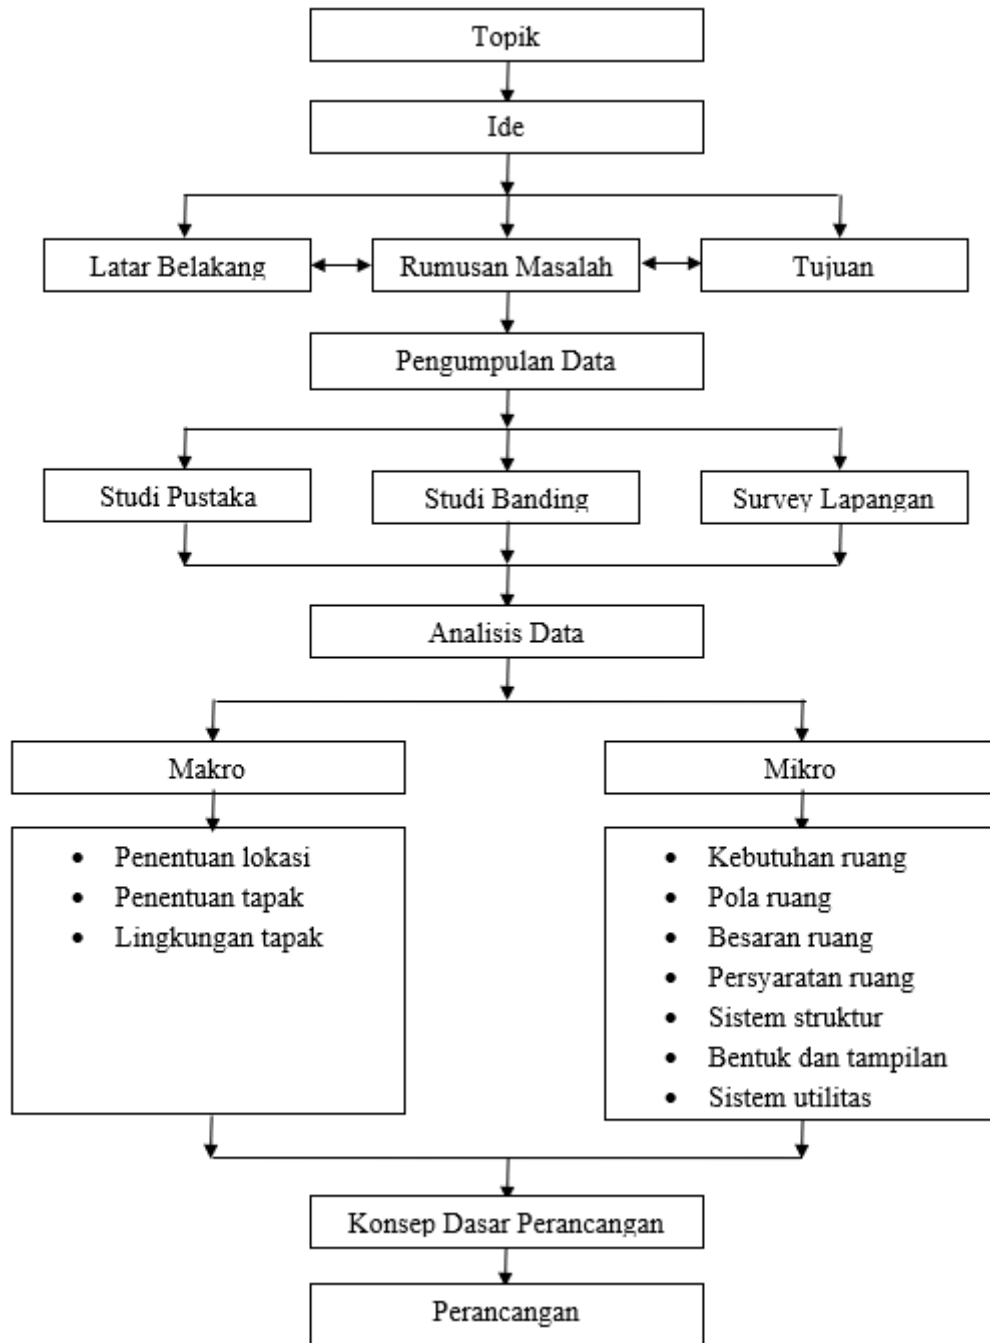 Topik
Ide
Latar Belakang
Rumusan Masalah
Tujuan
Pengumpulan Data
Studi Pustaka
Studi Banding
Survey Lapangan
Analisis Data
Makro
Mikro
• Penentuan lokasi
• Penentuan tapak
• Lingkungan tapak
• Kebutuhan ruang
• Pola ruang
• Besaran ruang
• Persyaratan ruang
• Sistem struktur
• Bentuk dan tampilan
• Sistem utilitas
Konsep Dasar Perancangan
Perancangan